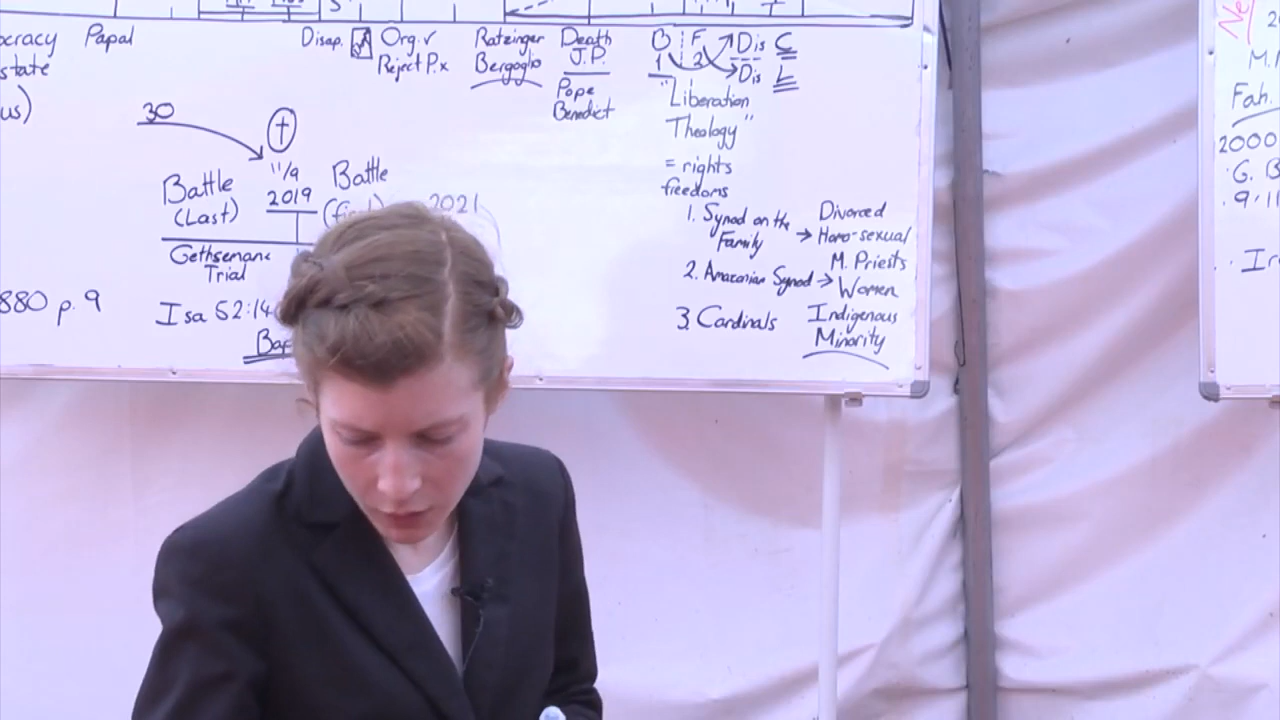 ocracy Papal Disap. Org. v Ratzinger Death B F Dis C
state Reject P.x Bergoglio J.P. 1 2 Dis L
us) Pope
Benedict
"Liberation
Theology"
= rights
freedoms
30
11/9
Battle 2019 Battle
(Last) 2021
Gethsemane
Trial
880 p. 9 Isa 52:14
Bap
1. Synod on the → Divorced
Family Homo-sexual
M. Priests
2. Amazonian Synod → Women
3. Cardinals Indigenous
Minority
Ne
2
M.
Fah.
2000
G. B
9/11
Ir